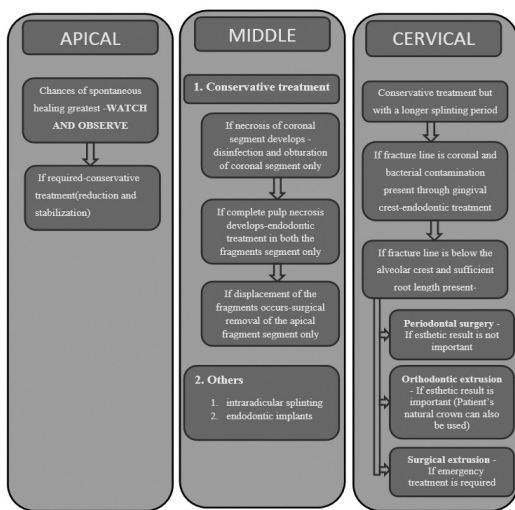 APICAL
Chances of spontaneous
healing greatest -WATCH
AND OBSERVE
If required-conservative
treatment(reduction and
stabilization)
MIDDLE
1. Conservative treatment
If necrosis of coronal
segment develops -
disinfection and obturation
of coronal segment only
If complete pulp necrosis
develops-endodontic
treatment in both the
fragments segment only
If displacement of the
fragments occurs-surgical
removal of the apical
fragment segment only
2. Others
1. intraradicular splinting
2. endodontic implants
CERVICAL
Conservative treatment but
with a longer splinting
period
If fracture line is coronal and
bacterial contamination
present through gingival
crest-endodontic treatment
If fracture line is below the
alveolar crest and sufficient
root length present-
Periodontal surgery -
If esthetic result is not
important
Orthodontic extrusion
- If esthetic result is
important (Patient's
natural crown can also
be used)
Surgical extrusion -
If emergency
treatment is required